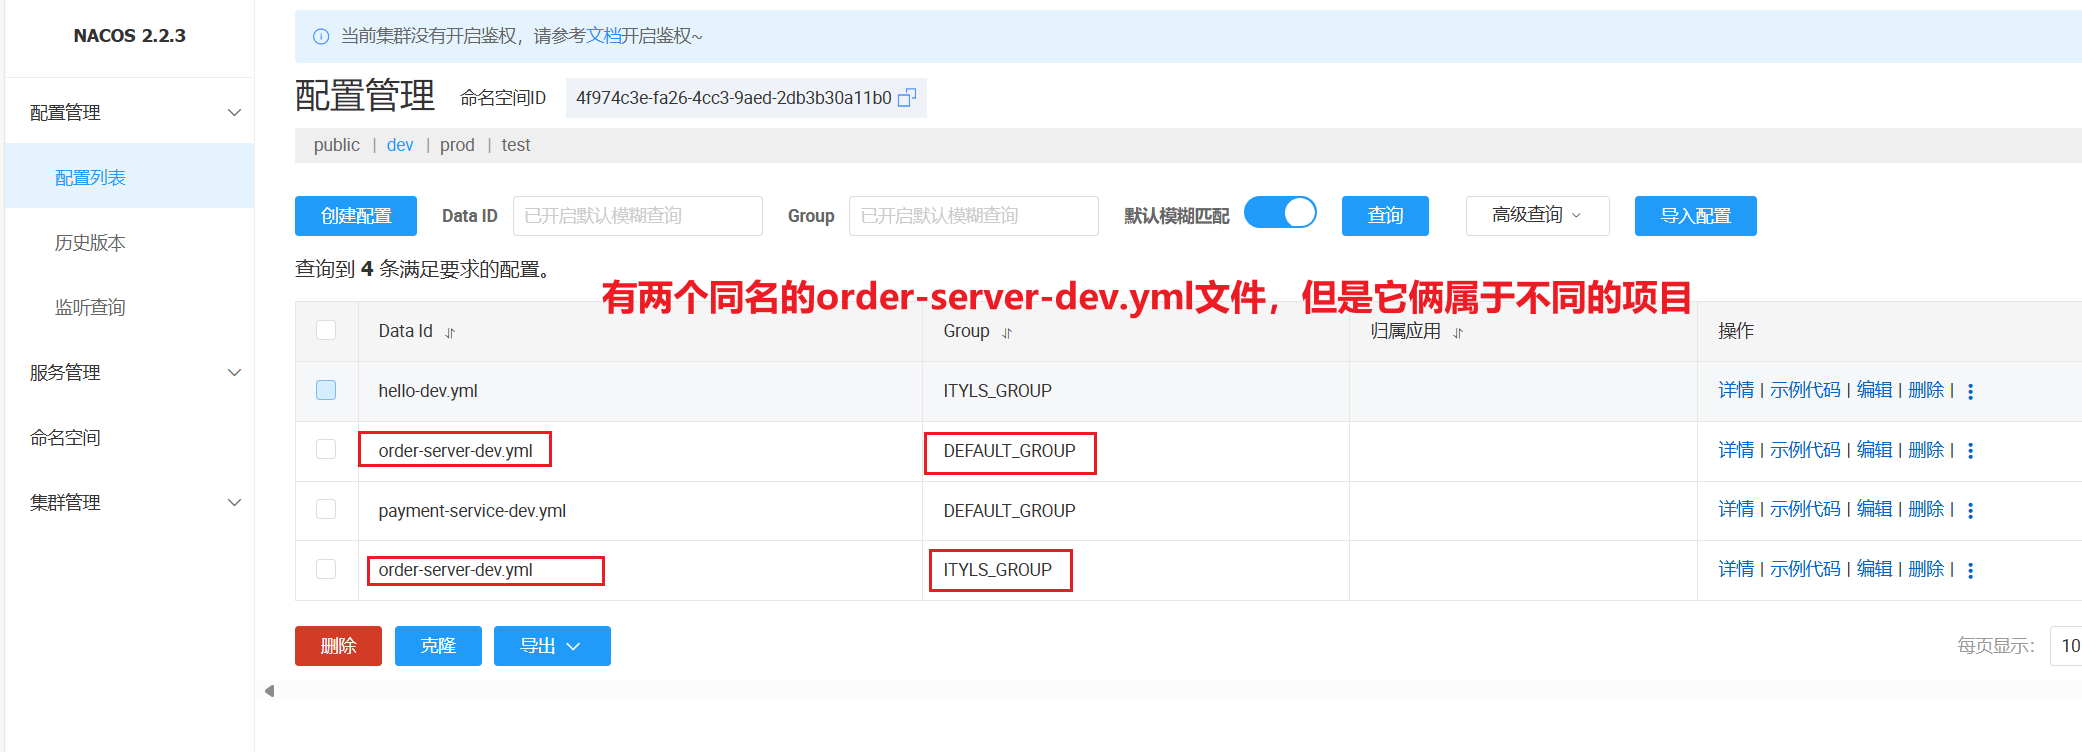 NACOS 2.2.3
当前集群没有开启鉴权，请参考文档开启鉴权~
配置管理 命名空间ID 4f974c3e-fa26-4cc3-9aed-2db3b30a11b0
public | dev | prod | test
配置管理
配置列表
历史版本
监听查询
服务管理
命名空间
集群管理
创建配置 Data ID 已开启默认模糊查询 Group 已开启默认模糊查询 默认模糊匹配 查询 高级查询 导入配置
查询到 4 条满足要求的配置。
有两个同名的order-server-dev.yml文件，但是它俩属于不同的项目
Data Id Group 归属应用 操作
hello-dev.yml ITYLS_GROUP 详情 | 示例代码 | 编辑 | 删除 |
order-server-dev.yml DEFAULT_GROUP 详情 | 示例代码 | 编辑 | 删除 |
payment-service-dev.yml DEFAULT_GROUP 详情 | 示例代码 | 编辑 | 删除 |
order-server-dev.yml ITYLS_GROUP 详情 | 示例代码 | 编辑 | 删除 |
删除 克隆 导出 每页显示: 10